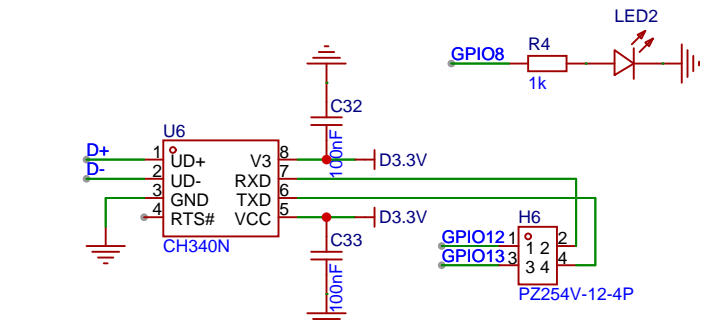 LED2
GPIO8
R4
1k
C32
100nF
U6
D+
D-
1
2
3
4
UD+
UD-
GND
RTS#
V3
RXD
TXD
VCC
8
7
6
5
CH340N
D3.3V
D3.3V
C33
100nF
H6
GPIO12
GPIO13
1
3
1 2
3 4
2
4
PZ254V-12-4P